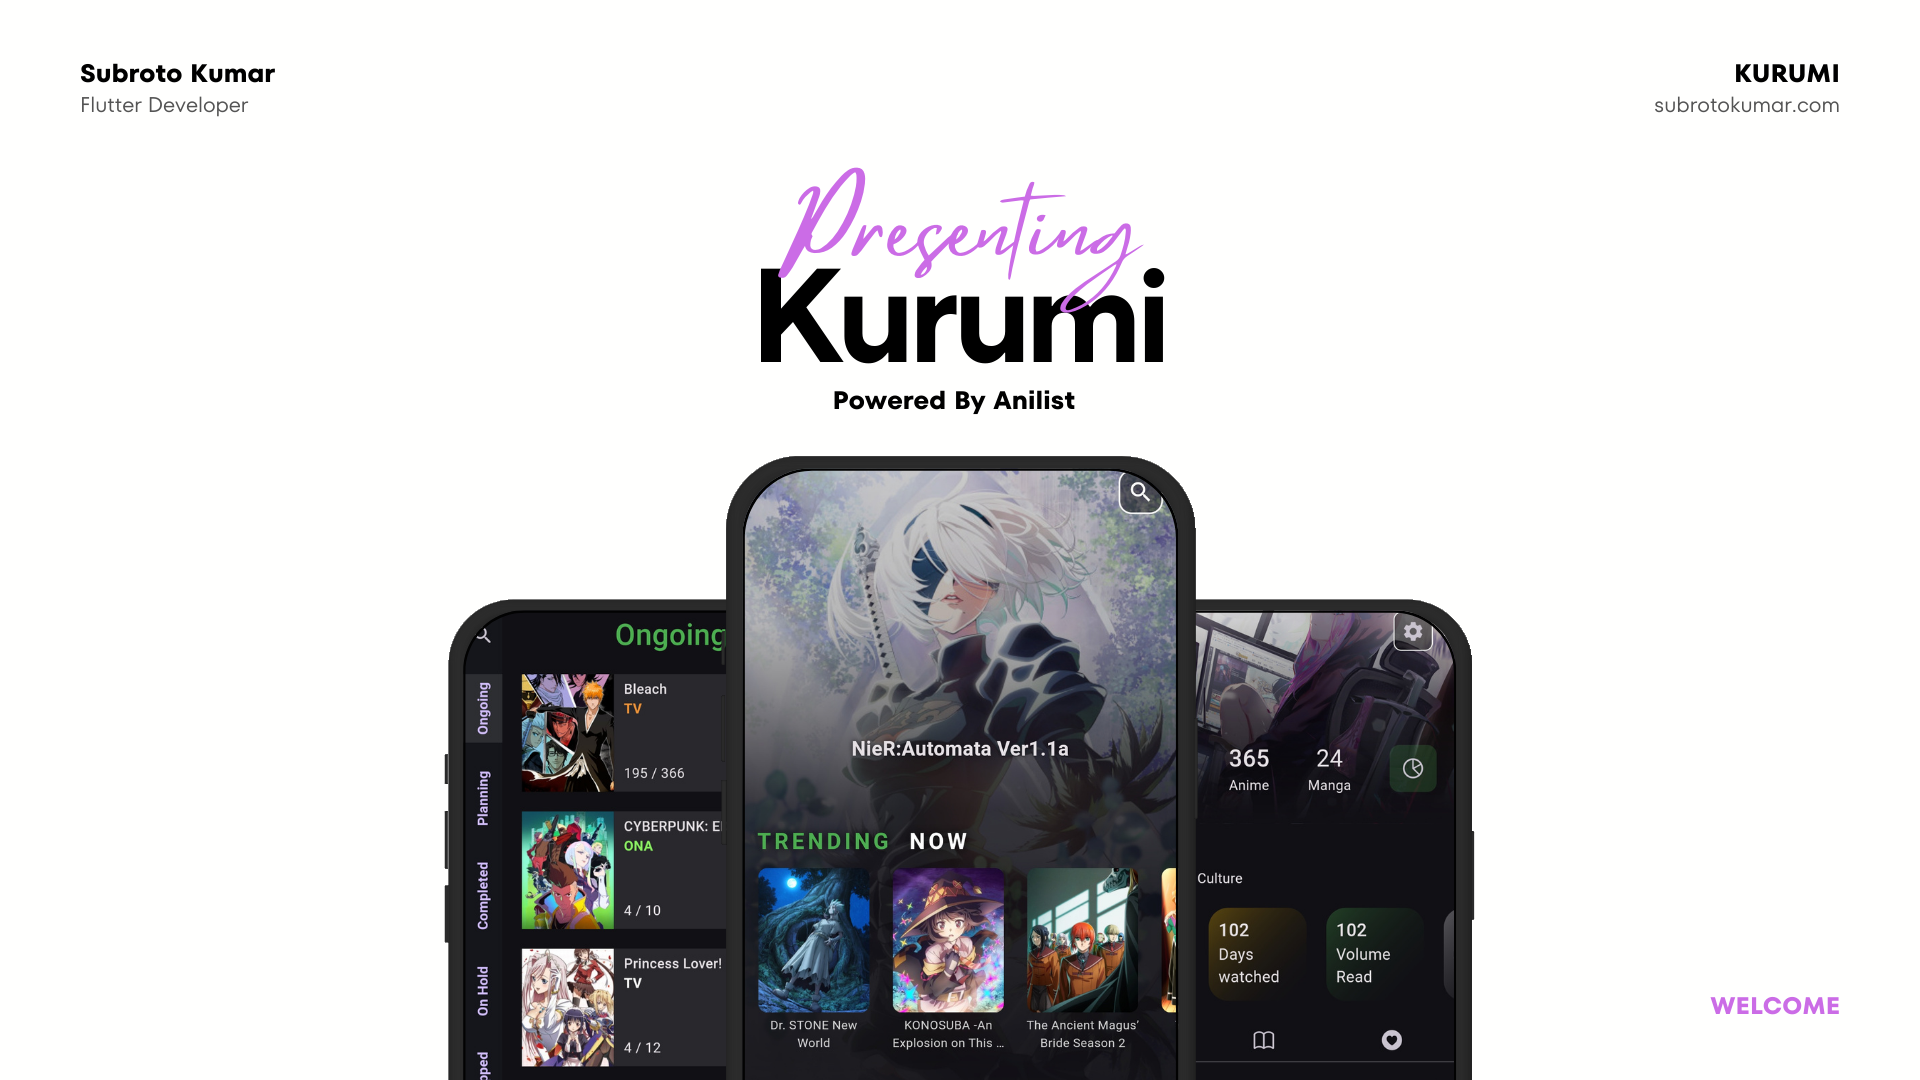 Subroto Kumar
Flutter Developer
KURUMI
subrotokumar.com
Presenting
Kurumi
Powered By Anilist
Ongoing
Ongoing
Planning
Completed
On Hold
Bleach
TV
195 / 366
CYBERPUNK:
ONA
4 / 10
Princess Lover!
TV
4 / 12
NieR:Automata Ver1.1a
TRENDING NOW
Dr. STONE New
World
KONOSUBA -An
Explosion on This ...
The Ancient Magus'
Bride Season 2
365
Anime
24
Manga
Culture
102
Days
watched
102
Volume
Read
WELCOME